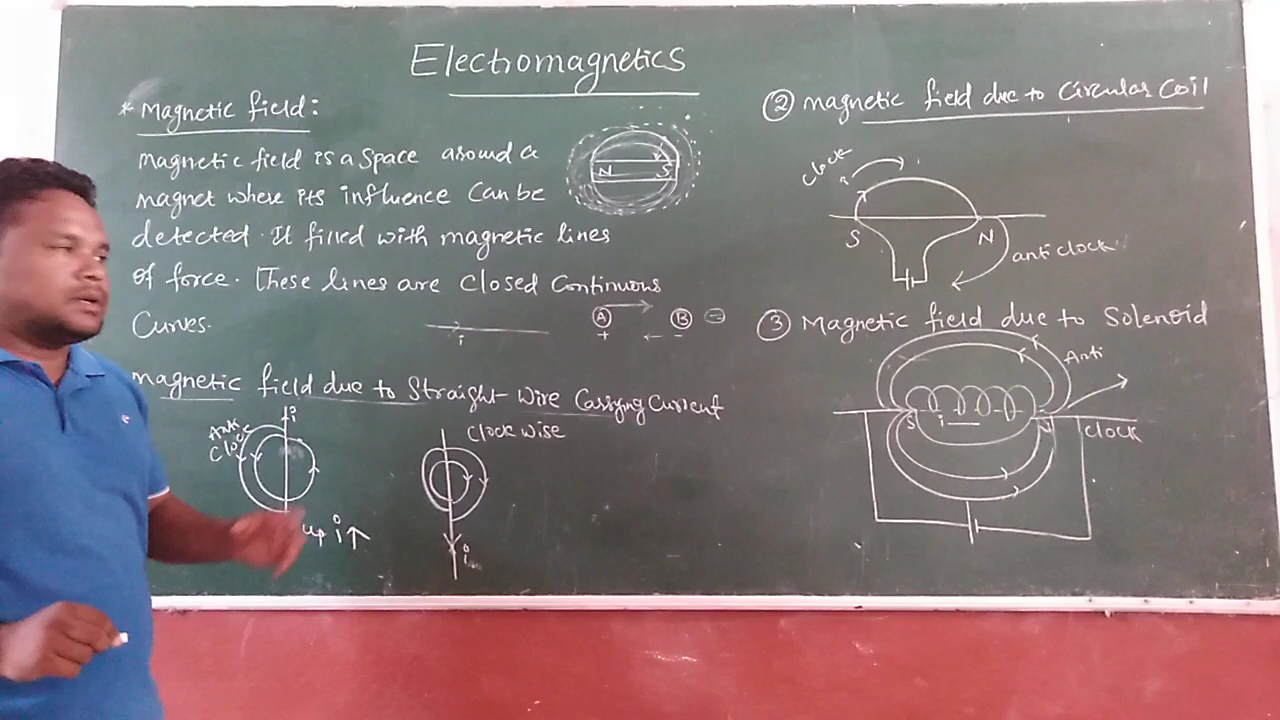 Electromagnetics
* Magnetic field:
Magnetic field is a Space around a
magnet where its influence Can be
detected. It filled with magnetic lines
of force. These lines are closed continuous
Curves.
N S
i
A B
+ -
magnetic field due to Straight wire Carrying Current
Anti
Clock
i
i↑
Clock wise
i
② magnetic field due to Circular Coil
clock
S N
anti clock
③ Magnetic field due to Solenoid
Anti
S i N
clock